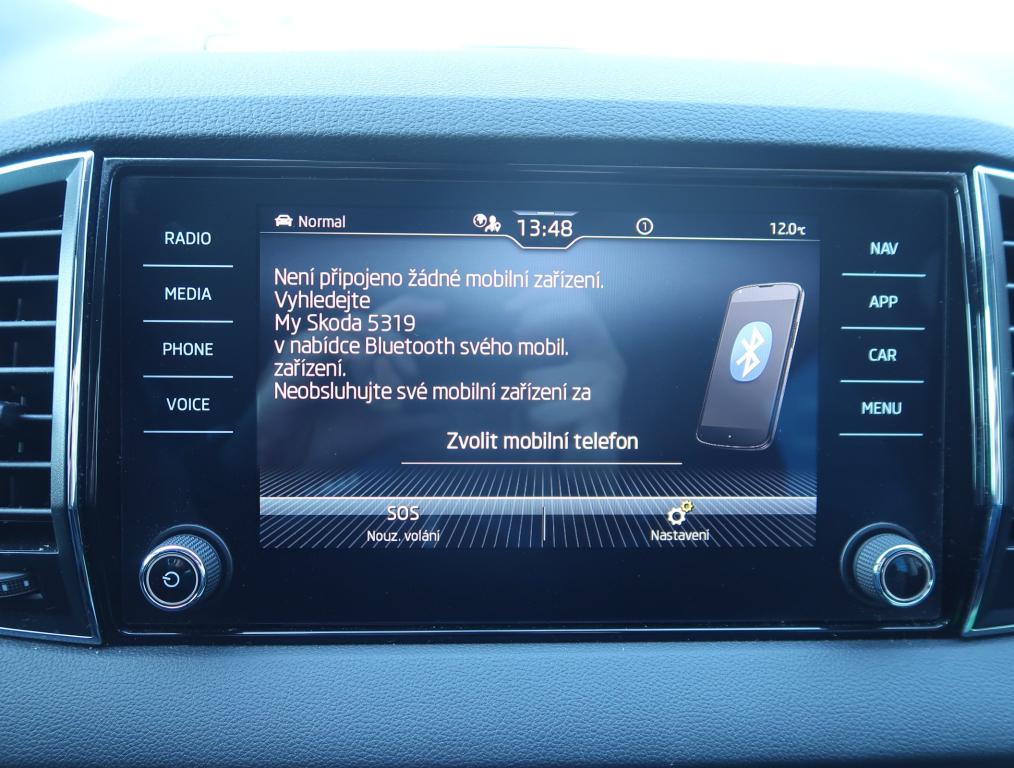 RADIO
MEDIA
PHONE
VOICE
Normal
13:48
1
12.0°C
Není připojeno žádné mobilní zařízení.
Vyhledejte
My Skoda 5319
v nabídce Bluetooth svého mobil.
zařízení.
Neobsluhujte své mobilní zařízení za
Zvolit mobilní telefon
SOS
Nouz. volání
Nastavení
NAV
APP
CAR
MENU